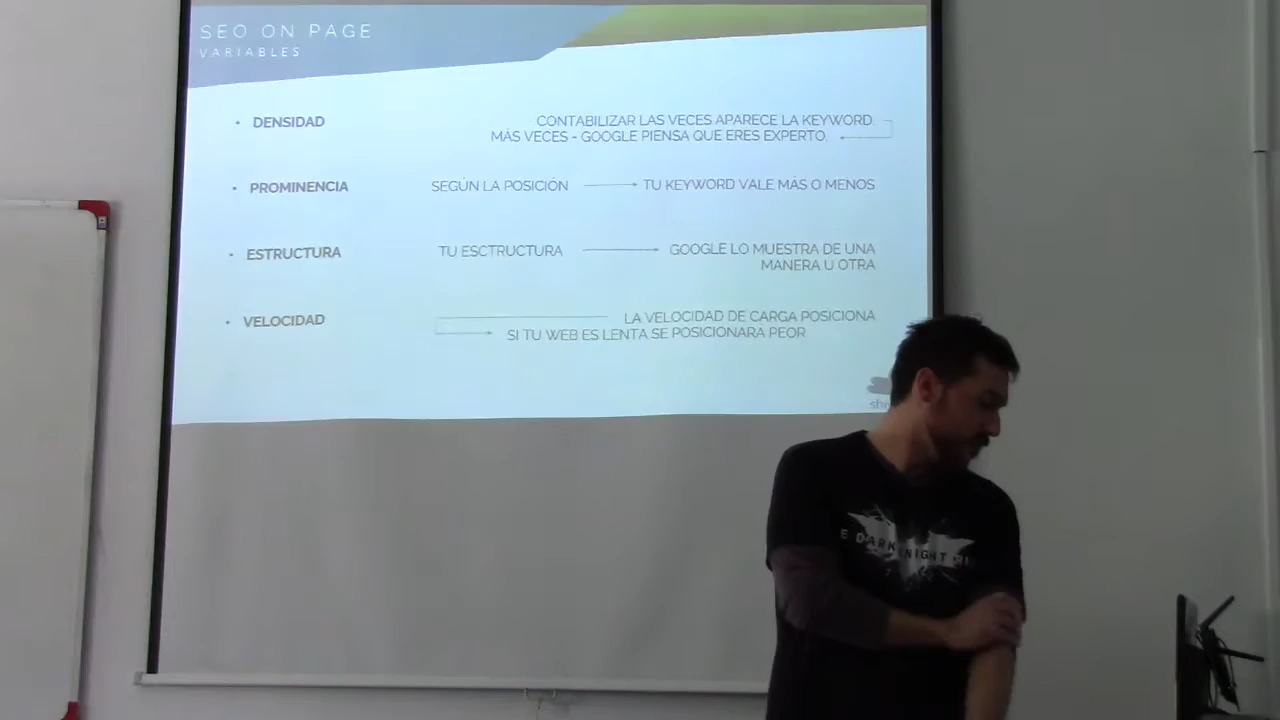 SEO ON PAGE
VARIABLES
• DENSIDAD
CONTABILIZAR LAS VECES APARECE LA KEYWORD
MÁS VECES - GOOGLE PIENSA QUE ERES EXPERTO.
• PROMINENCIA
SEGÚN LA POSICIÓN
TU KEYWORD VALE MÁS O MENOS
• ESTRUCTURA
TU ESCTRUCTURA
GOOGLE LO MUESTRA DE UNA
MANERA U OTRA
• VELOCIDAD
LA VELOCIDAD DE CARGA POSICIONA
SI TU WEB ES LENTA SE POSICIONARA PEOR
E DARK KNIGHT